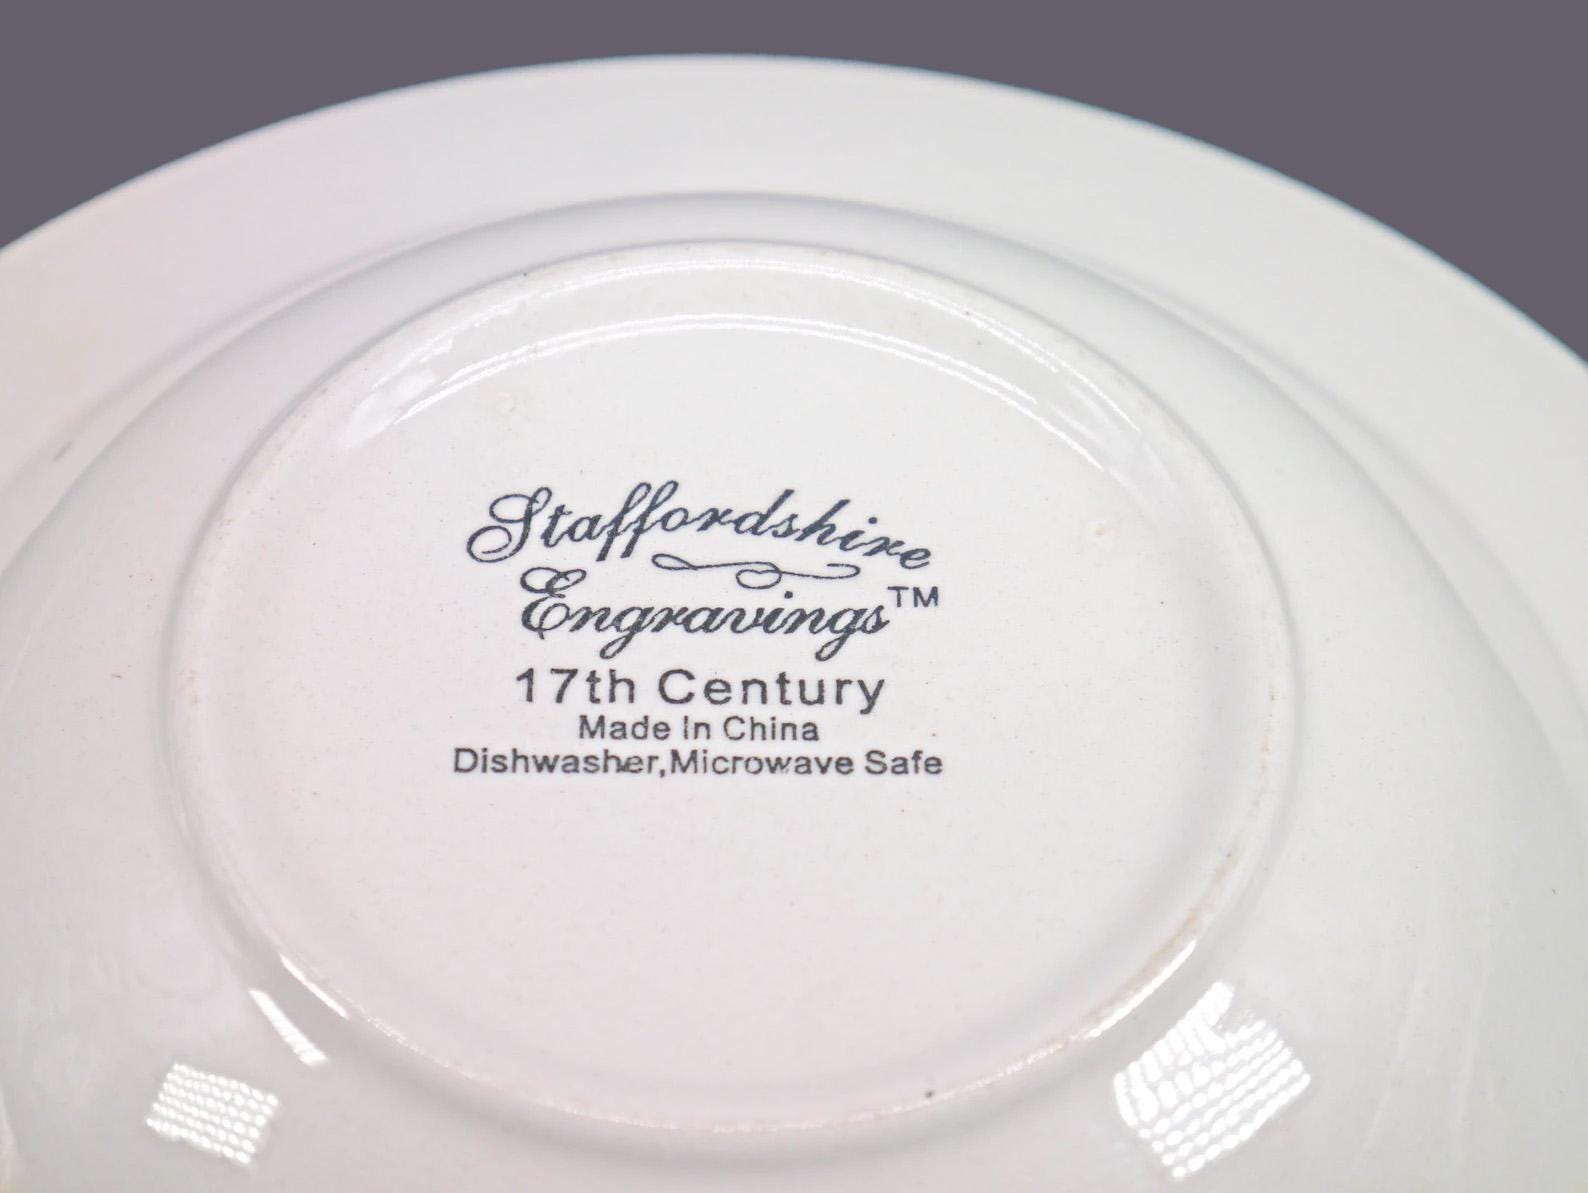 Staffordshire
Engravings™
17th Century
Made In China
Dishwasher,Microwave Safe